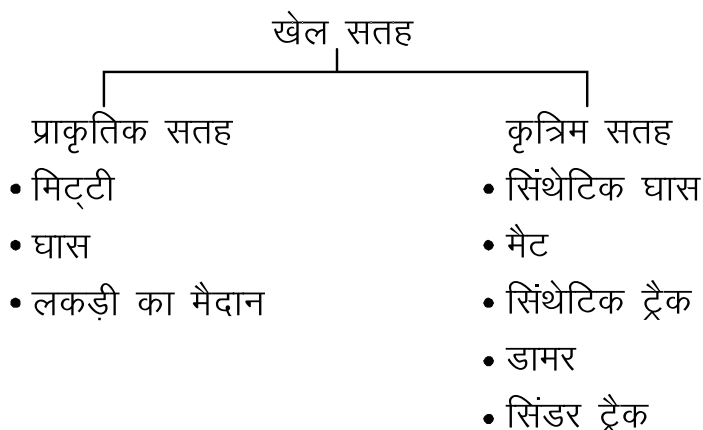 खेल सतह
प्राकृतिक सतह
• मिट्टी
• घास
• लकड़ी का मैदान
कृत्रिम सतह
• सिंथेटिक घास
• मैट
• सिंथेटिक ट्रैक
• डामर
• सिंडर ट्रैक